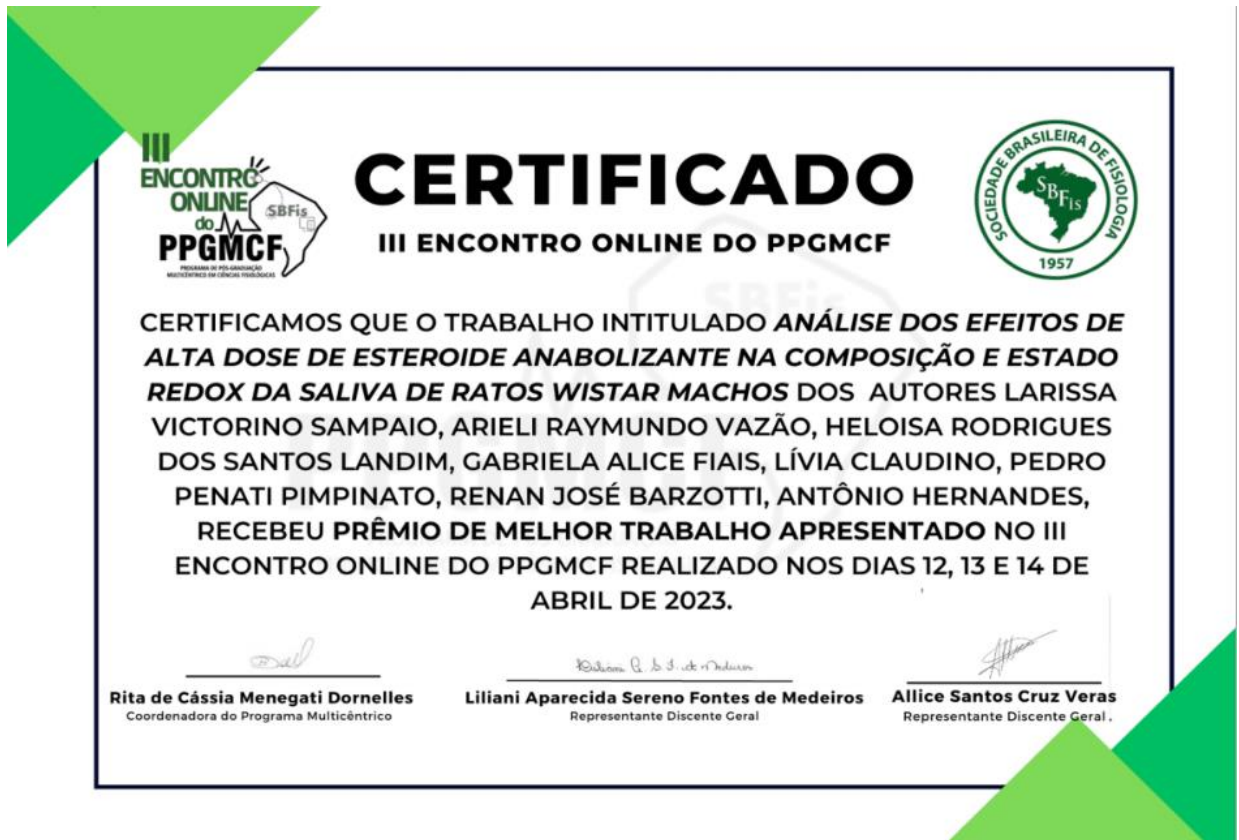 III
ENCONTRO
ONLINE
do
PPGMCF
PROGRAMA DE PÓS-GRADUAÇÃO
MULTICÊNTRICO EM CIÊNCIAS FISIOLÓGICAS
SBFis
CERTIFICADO
III ENCONTRO ONLINE DO PPGMCF
SOCIEDADE BRASILEIRA DE FISIOLOGIA
SBFis
1957
CERTIFICAMOS QUE O TRABALHO INTITULADO ANÁLISE DOS EFEITOS DE
ALTA DOSE DE ESTEROIDE ANABOLIZANTE NA COMPOSIÇÃO E ESTADO
REDOX DA SALIVA DE RATOS WISTAR MACHOS DOS AUTORES LARISSA
VICTORINO SAMPAIO, ARIELI RAYMUNDO VAZÃO, HELOISA RODRIGUES
DOS SANTOS LANDIM, GABRIELA ALICE FIAIS, LÍVIA CLAUDINO, PEDRO
PENATI PIMPINATO, RENAN JOSÉ BARZOTTI, ANTÔNIO HERNANDES,
RECEBEU PRÊMIO DE MELHOR TRABALHO APRESENTADO NO III
ENCONTRO ONLINE DO PPGMCF REALIZADO NOS DIAS 12, 13 E 14 DE
ABRIL DE 2023.
SBFis
PPGMCF
Rita de Cássia Menegati Dornelles
Coordenadora do Programa Multicêntrico
Liliani Aparecida Sereno Fontes de Medeiros
Representante Discente Geral
Allice Santos Cruz Veras
Representante Discente Geral .